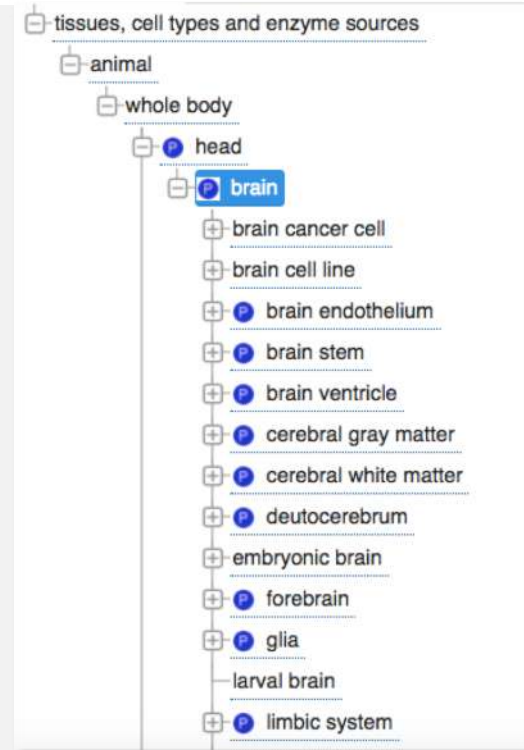 tissues, cell types and enzyme sources
animal
whole body
P head
P brain
brain cancer cell
brain cell line
P brain endothelium
P brain stem
P brain ventricle
P cerebral gray matter
P cerebral white matter
P deutocerebrum
embryonic brain
P forebrain
P glia
larval brain
P limbic system